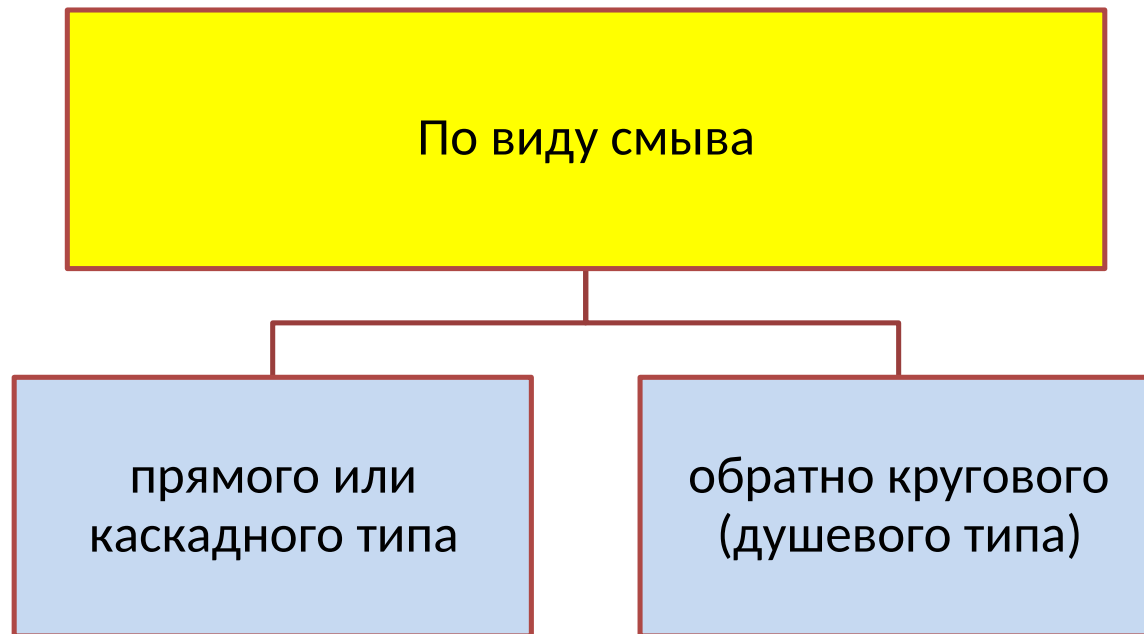 По виду смыва
прямого или
каскадного типа
обратно кругового
(душевого типа)